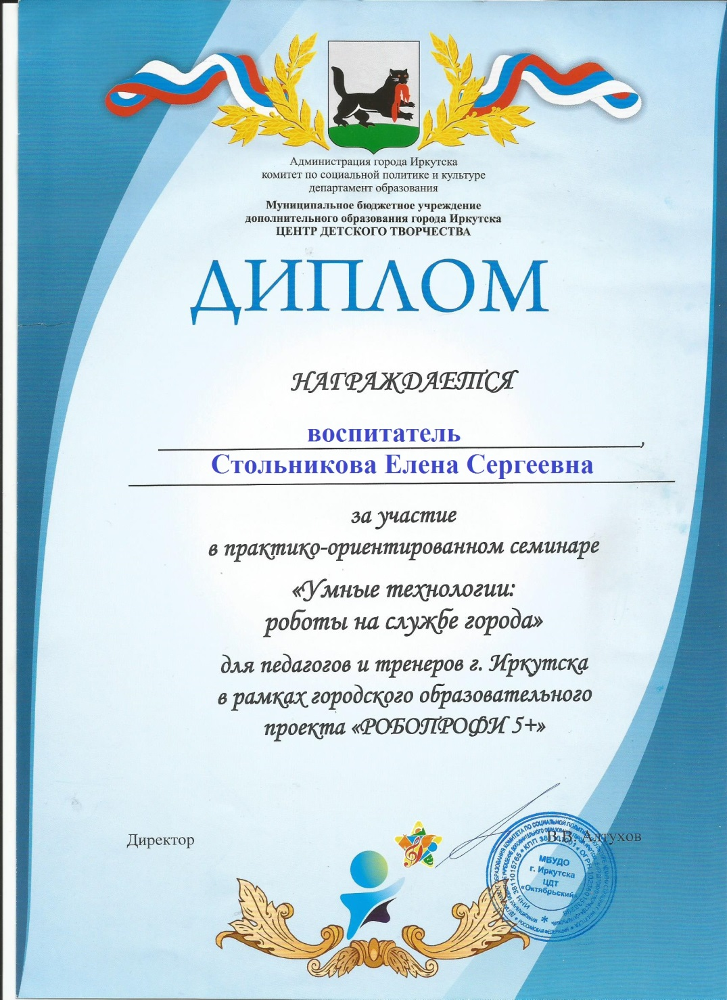 Администрация города Иркутска
комитет по социальной политике и культуре
департамент образования
Муниципальное бюджетное учреждение
дополнительного образования города Иркутска
ЦЕНТР ДЕТСКОГО ТВОРЧЕСТВА
ДИПЛОМ
НАГРАЖДАЕТСЯ
воспитатель,
Стольникова Елена Сергеевна
за участие
в практико-ориентированном семинаре
«Умные технологии:
роботы на службе города»
для педагогов и тренеров г. Иркутска
в рамках городского образовательного
проекта «РОБОПРОФИ 5+»
Директор
В.В. Алтухов
МБУДО
г. Иркутска
ЦДТ
«Октябрьский»